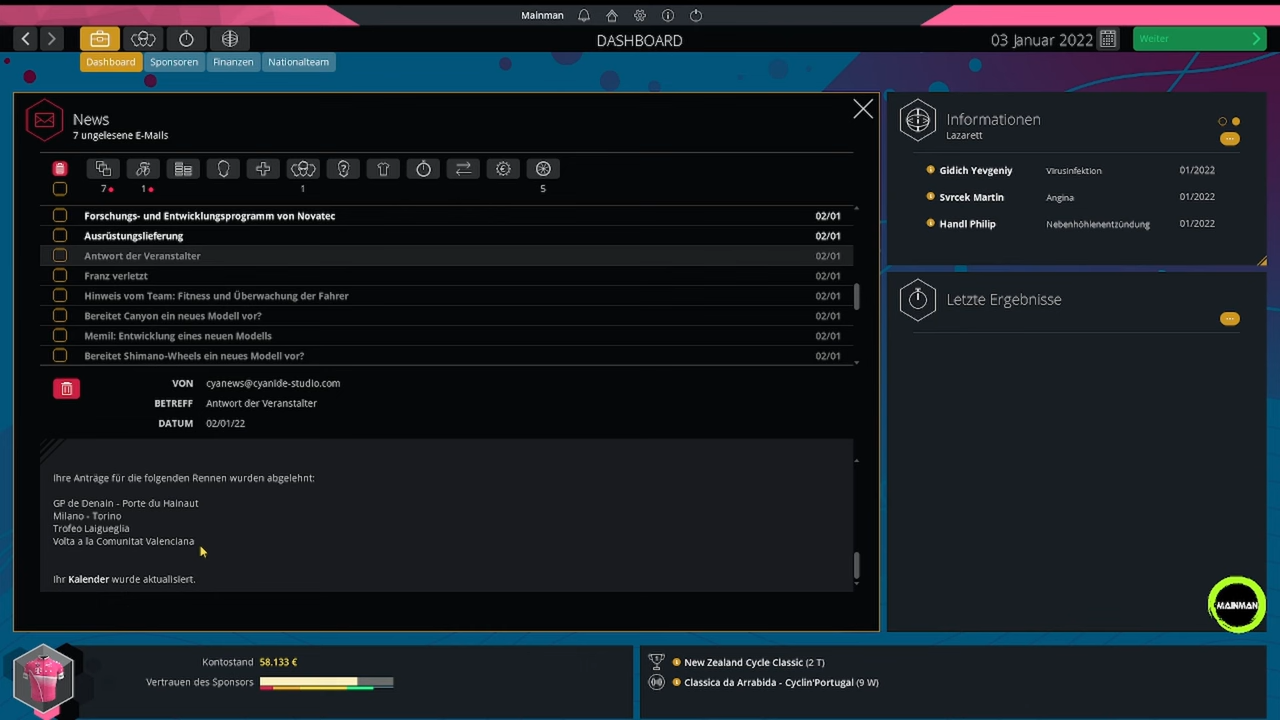 Mainman
DASHBOARD
03 Januar 2022
Weiter
Dashboard
Sponsoren
Finanzen
Nationalteam
News
7 ungelesene E-Mails
7
1
1
5
Forschungs- und Entwicklungsprogramm von Novatec 02/01
Ausrüstungslieferung 02/01
Antwort der Veranstalter 02/01
Franz verletzt 02/01
Hinweis vom Team: Fitness und Überwachung der Fahrer 02/01
Bereitet Canyon ein neues Modell vor? 02/01
Memil: Entwicklung eines neuen Modells 02/01
Bereitet Shimano-Wheels ein neues Modell vor? 02/01
VON cyanews@cyanide-studio.com
BETREFF Antwort der Veranstalter
DATUM 02/01/22
Ihre Anträge für die folgenden Rennen wurden abgelehnt:
GP de Denain - Porte du Hainaut
Milano - Torino
Trofeo Laigueglia
Volta a la Comunitat Valenciana
Ihr Kalender wurde aktualisiert.
Informationen
Lazarett
Gidich Yevgeniy Virusinfektion 01/2022
Svrcek Martin Angina 01/2022
Handl Philip Nebenhöhlenentzündung 01/2022
Letzte Ergebnisse
MAINMAN
Kontostand 58.133 €
Vertrauen des Sponsors
New Zealand Cycle Classic (2 T)
Classica da Arrabida - Cyclin'Portugal (9 W)